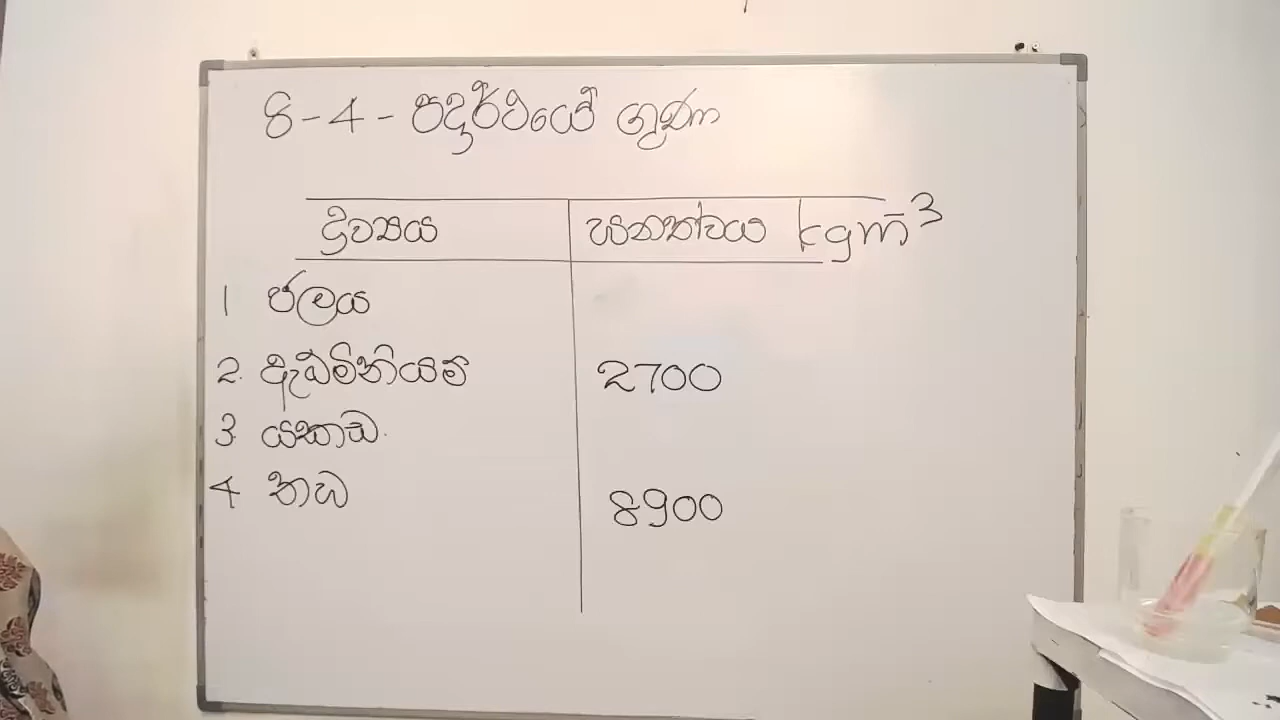 8-4- පදාර්ථයේ ගුණ
ද්‍රව්‍යය ඝනත්වය kgm⁻³
1 ජලය
2. ඇළුමිනියම් 2700
3 යකඩ.
4 තඹ 8900